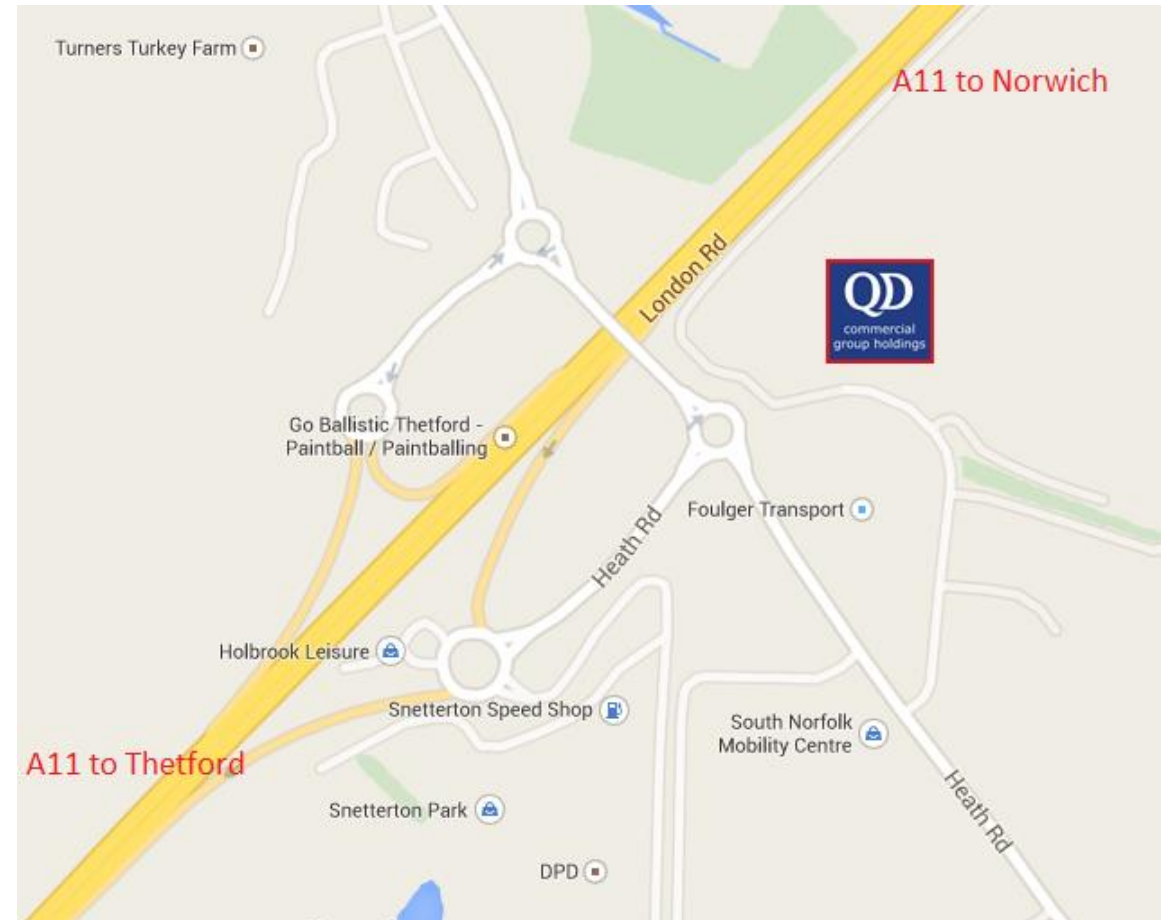 Turners Turkey Farm
A11 to Norwich
London Rd
QD
commercial
group holdings
Go Ballistic Thetford -
Paintball / Paintballing
Foulger Transport
Heath Rd
Holbrook Leisure
Snetterton Speed Shop
South Norfolk
Mobility Centre
A11 to Thetford
Heath Rd
Snetterton Park
DPD